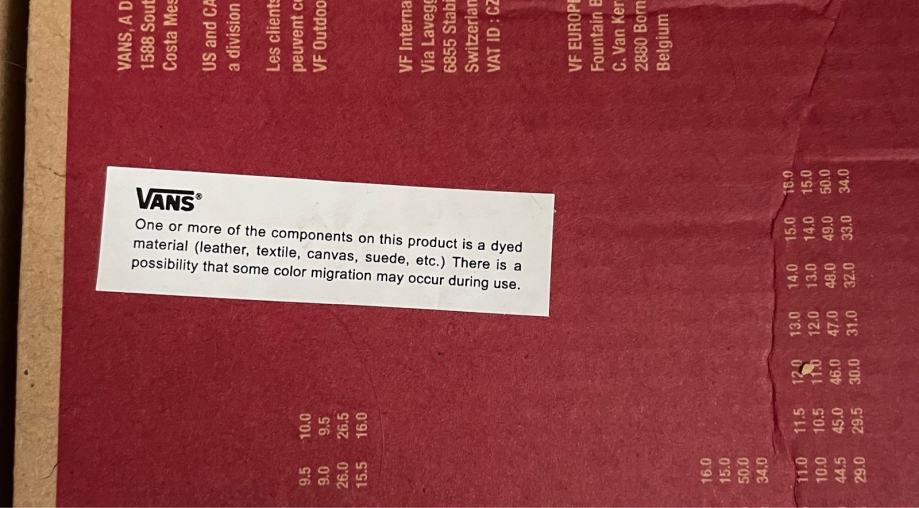 VANS, A D
1588 Sout
Costa Mes
US and CA
a division
Les clients
peuvent c
VF Outdoo
VF Interna
Via Lavegg
6855 Stabi
Switzerlan
VAT ID : CZ
VF EUROP
Fountain B
C. Van Ker
2880 Born
Belgium
VANS®
One or more of the components on this product is a dyed
material (leather, textile, canvas, suede, etc.) There is a
possibility that some color migration may occur during use.
9.5 10.0
9.0 9.5
26.0 26.5
15.5 16.0
16.0
15.0
50.0
34.0
11.0 11.5 12.0 13.0 14.0 15.0 16.0
10.0 10.5 11.0 12.0 13.0 14.0 15.0
44.5 45.0 46.0 47.0 48.0 49.0 50.0
29.0 29.5 30.0 31.0 32.0 33.0 34.0